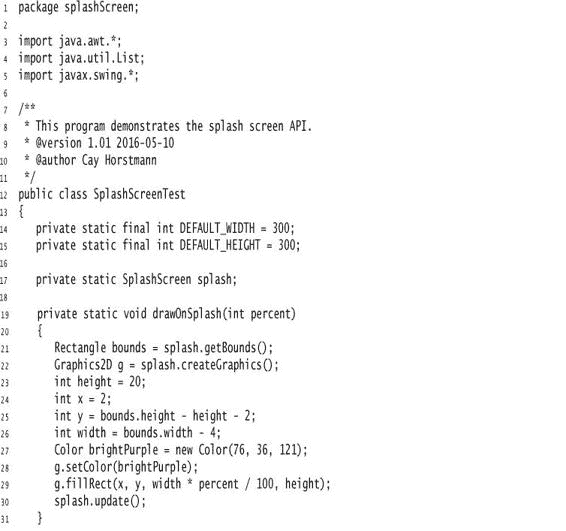 1 package splashScreen;
2
3 import java.awt.*;
4 import java.util.List;
5 import javax.swing.*;
6
7 /**
8  * This program demonstrates the splash screen API.
9  * @version 1.01 2016-05-10
10  * @author Cay Horstmann
11  */
12 public class SplashScreenTest
13 {
14    private static final int DEFAULT_WIDTH = 300;
15    private static final int DEFAULT_HEIGHT = 300;
16
17    private static SplashScreen splash;
18
19    private static void drawOnSplash(int percent)
20    {
21       Rectangle bounds = splash.getBounds();
22       Graphics2D g = splash.createGraphics();
23       int height = 20;
24       int x = 2;
25       int y = bounds.height - height - 2;
26       int width = bounds.width - 4;
27       Color brightPurple = new Color(76, 36, 121);
28       g.setColor(brightPurple);
29       g.fillRect(x, y, width * percent / 100, height);
30       splash.update();
31    }